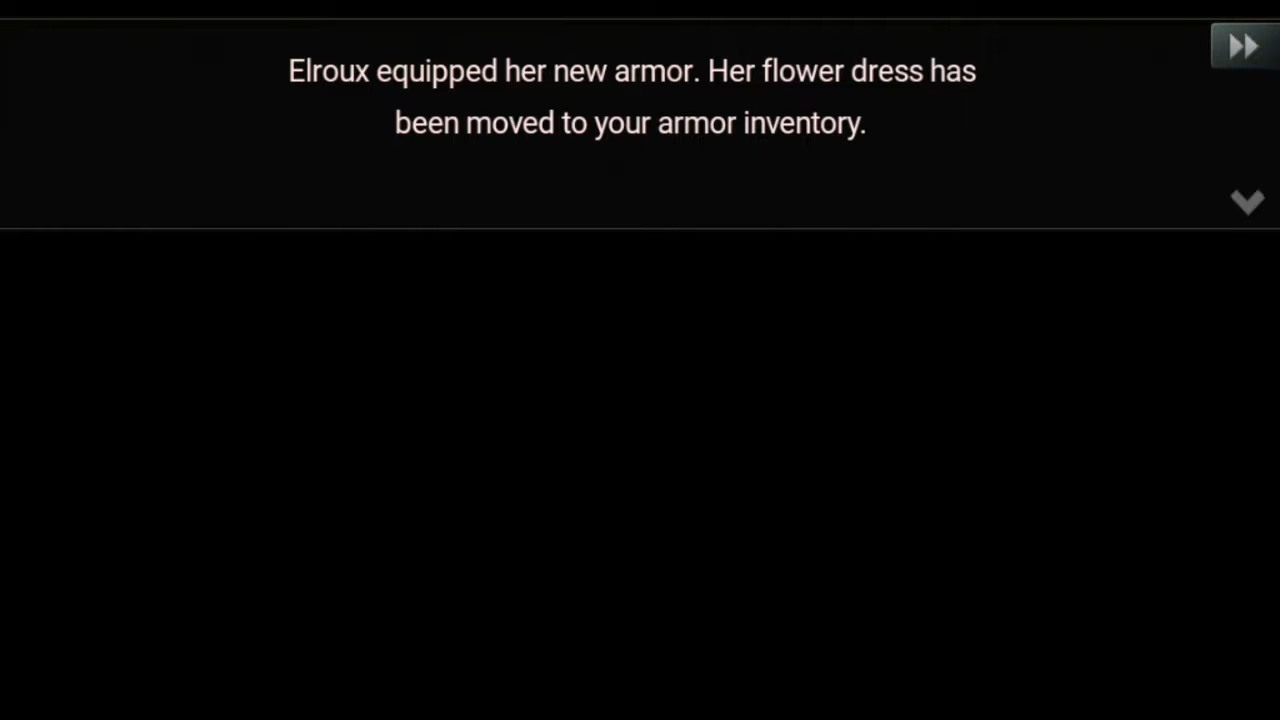 Elroux equipped her new armor. Her flower dress has
been moved to your armor inventory.